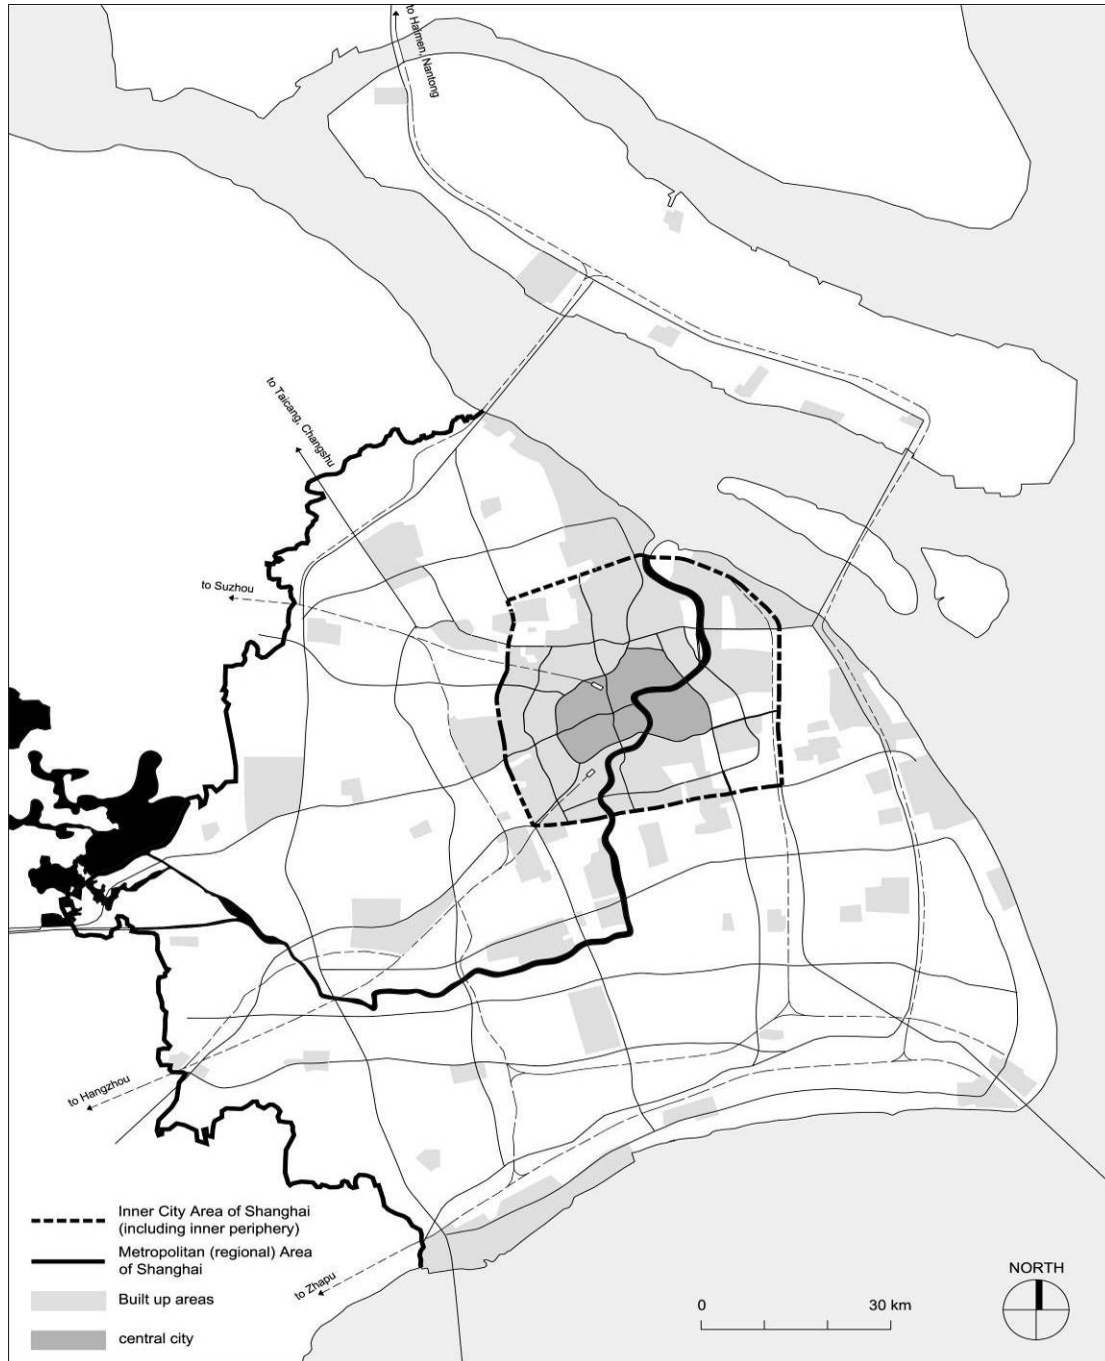 to Haimen, Nantong
to Taicang, Changshu
to Suzhou
to Hangzhou
to Zhapu
Inner City Area of Shanghai
(including inner periphery)
Metropolitan (regional) Area
of Shanghai
Built up areas
central city
0 30 km
NORTH